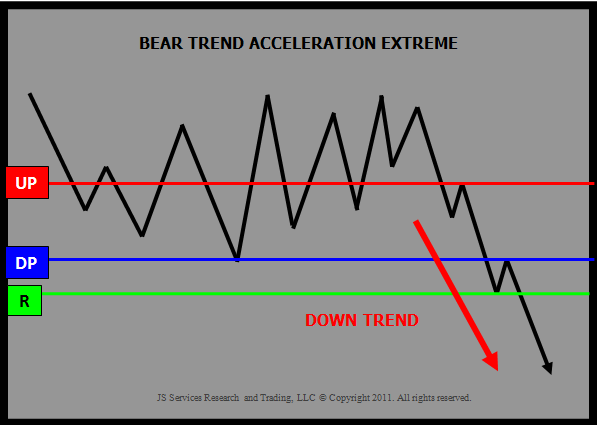 BEAR TREND ACCELERATION EXTREME
UP
DP
R
DOWN TREND
JS Services Research and Trading, LLC © Copyright 2011. All rights reserved.